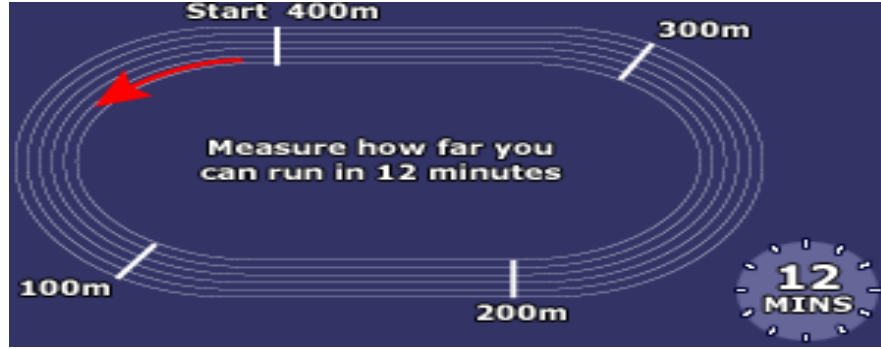 Start 400m
300m
Measure how far you
can run in 12 minutes
100m
200m
12
MINS